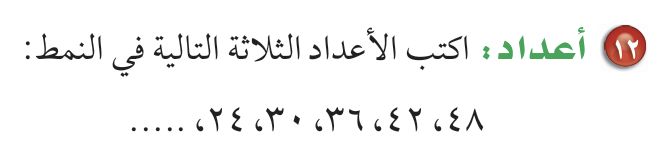 ١٢ أعداد: اكتب الأعداد الثلاثة التالية في النمط:
٤٨، ٤٢، ٣٦، ٣٠، ٢٤، .....